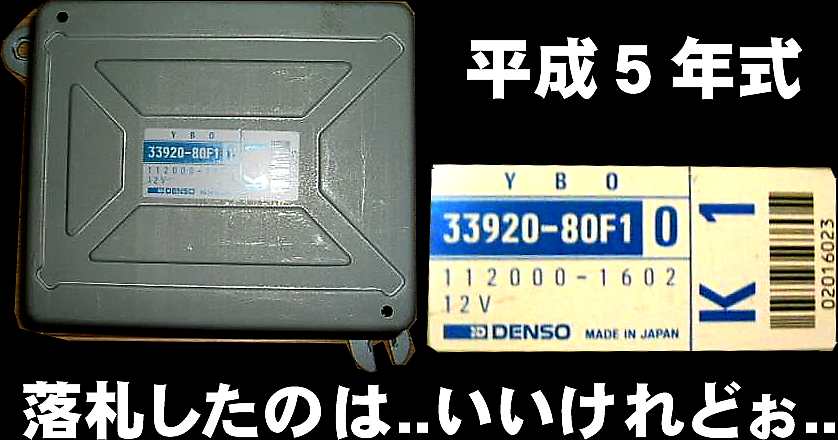 平成5年式
Y B O
33920-80F1
112000-1
12V
DENSO
K1
Y B O
33920-80F1 0
112000-1602
12V
DENSO MADE IN JAPAN
K1
02016023
落札したのは..いいけれどぉ..